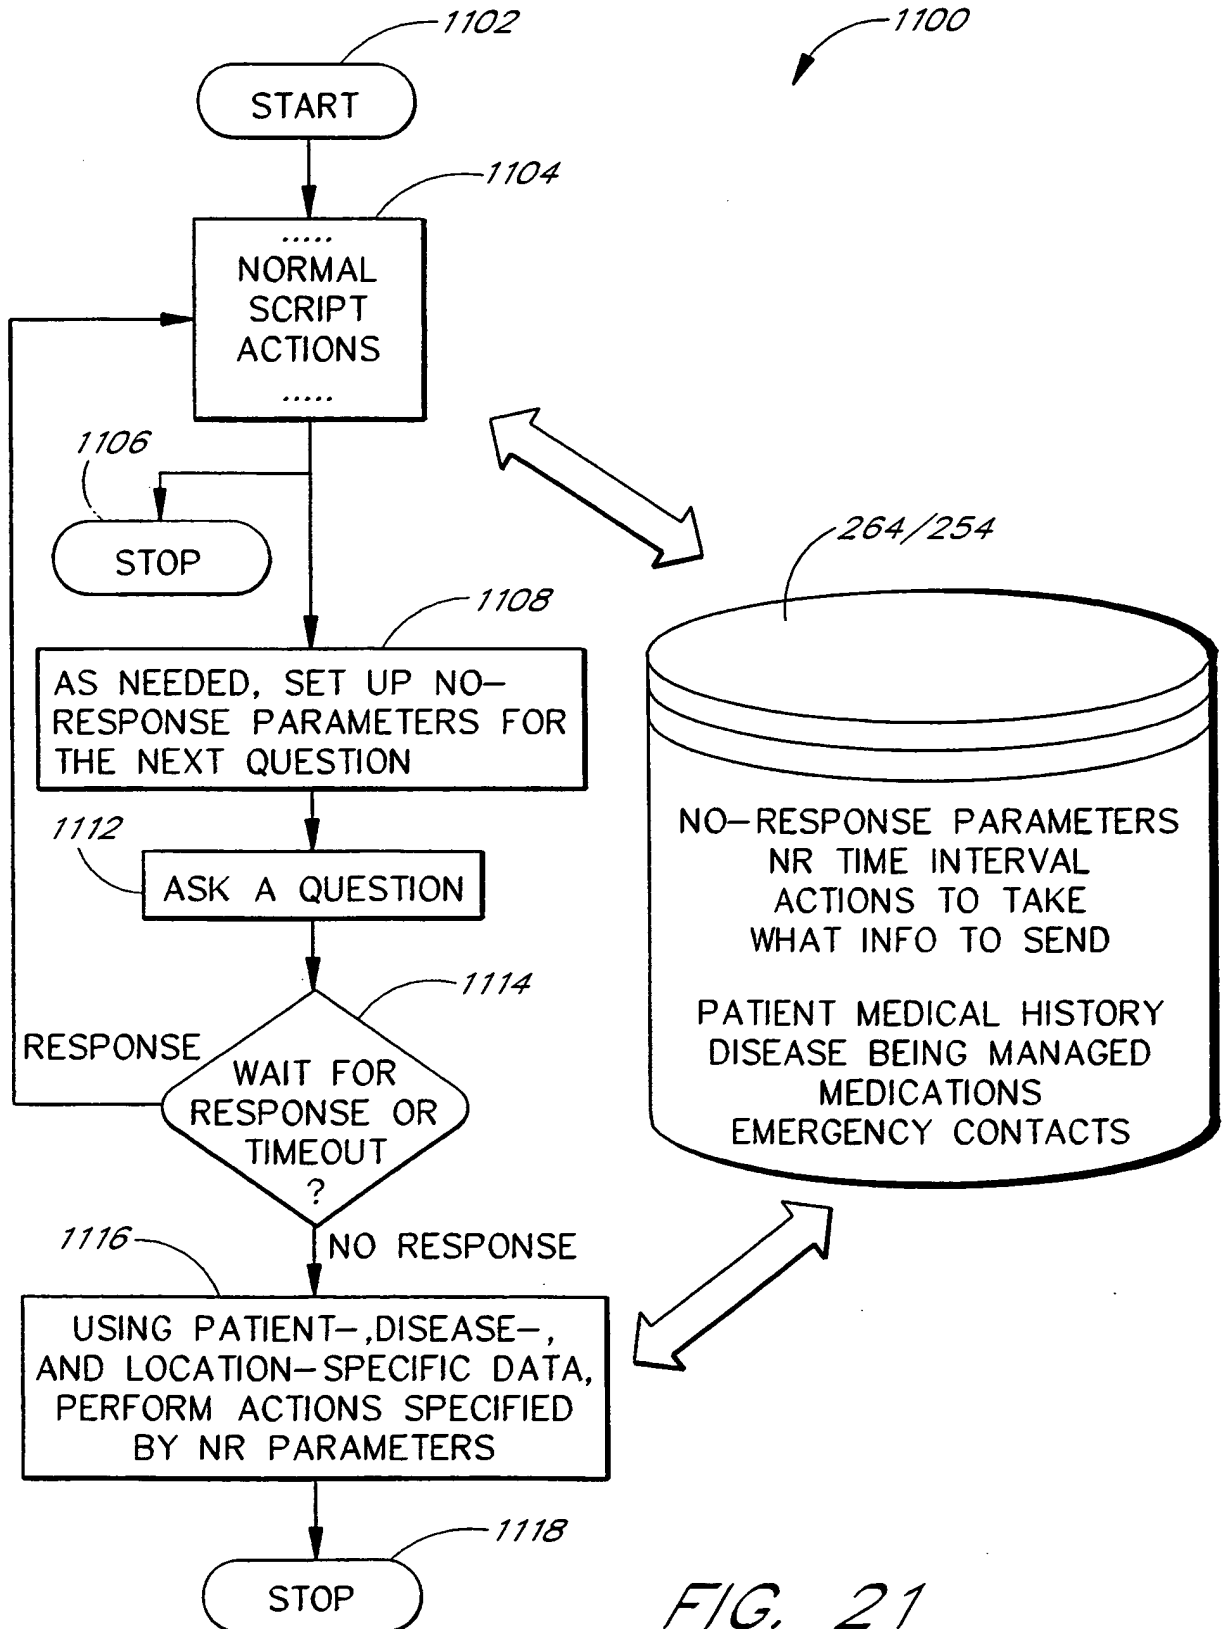 1102
1100
START
1104
.....
NORMAL
SCRIPT
ACTIONS
.....
1106
STOP
264/254
1108
AS NEEDED, SET UP NO-
RESPONSE PARAMETERS FOR
THE NEXT QUESTION
1112
ASK A QUESTION
1114
RESPONSE
WAIT FOR
RESPONSE OR
TIMEOUT
?
NO-RESPONSE PARAMETERS
NR TIME INTERVAL
ACTIONS TO TAKE
WHAT INFO TO SEND
PATIENT MEDICAL HISTORY
DISEASE BEING MANAGED
MEDICATIONS
EMERGENCY CONTACTS
1116
NO RESPONSE
USING PATIENT-,DISEASE-,
AND LOCATION-SPECIFIC DATA,
PERFORM ACTIONS SPECIFIED
BY NR PARAMETERS
1118
STOP
FIG. 21